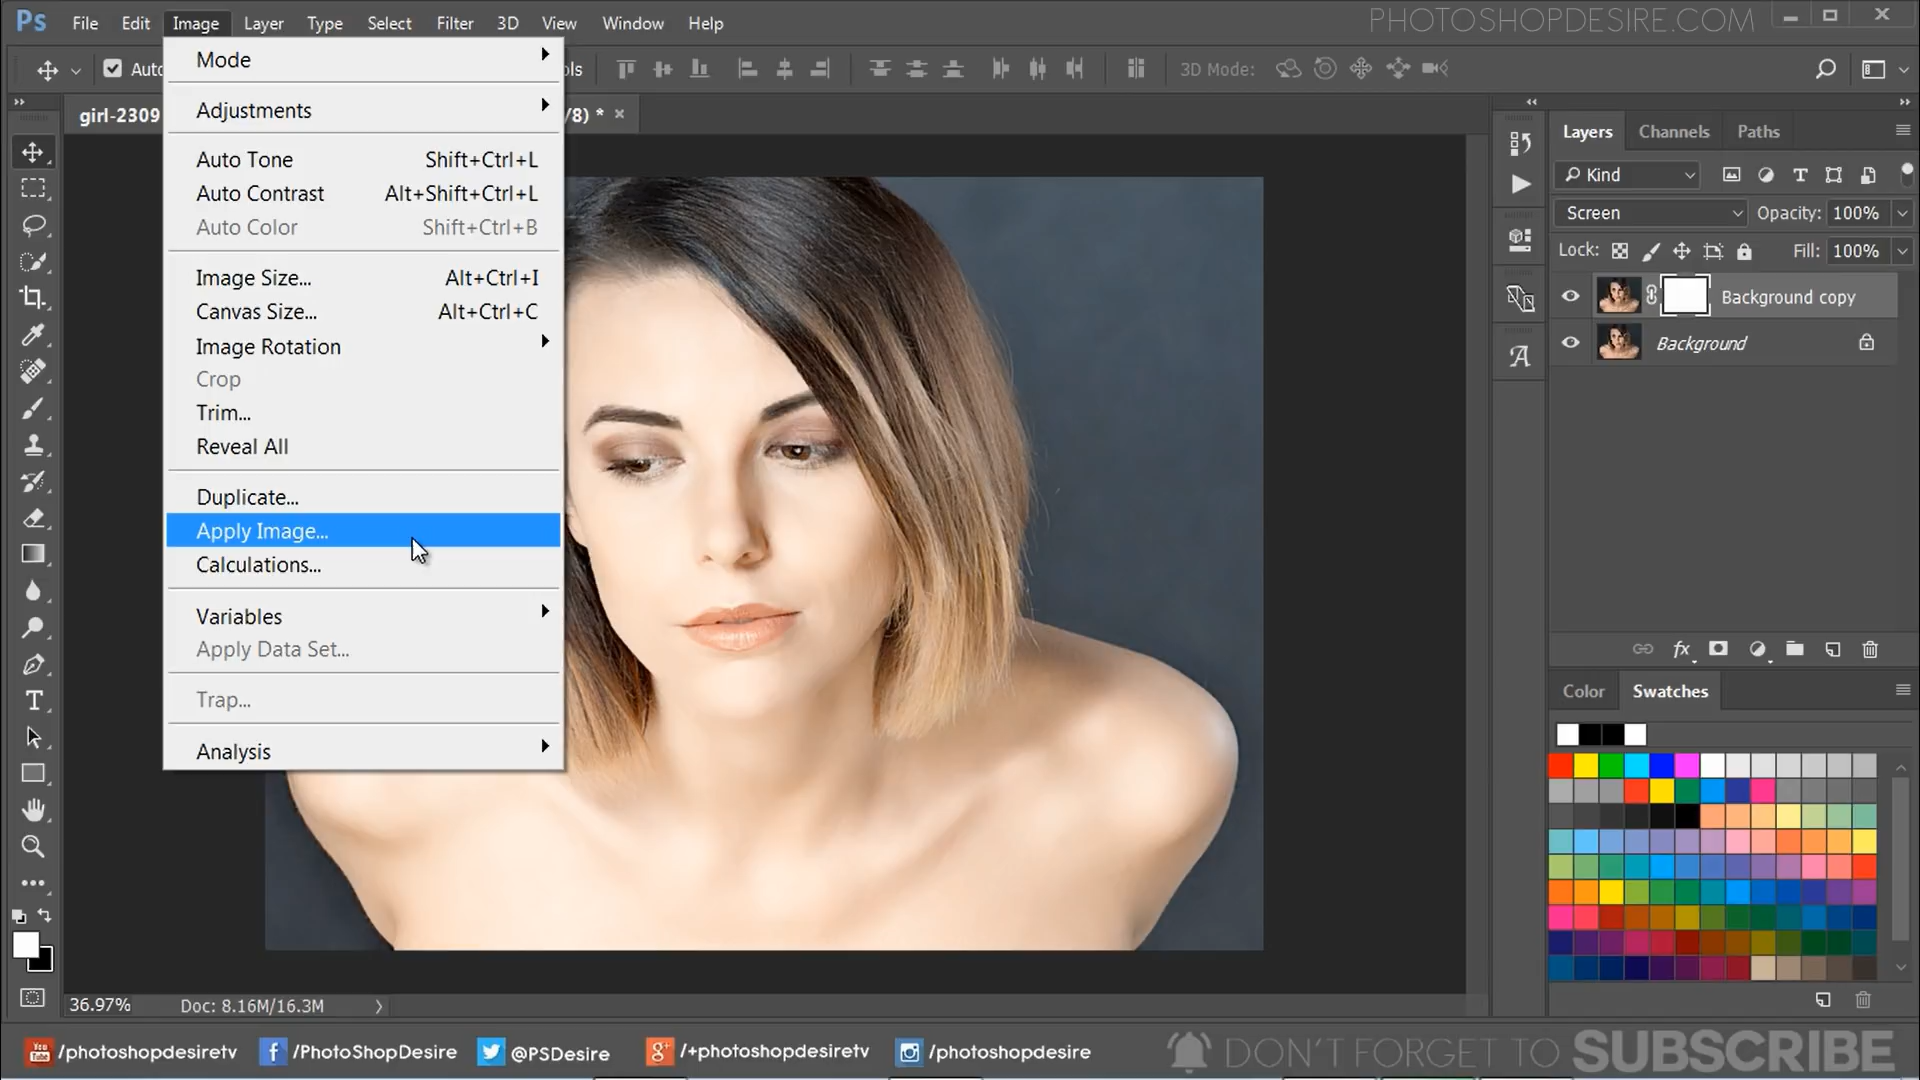 Ps File Edit Image Layer Type Select Filter 3D View Window Help
PHOTOSHOPDESIRE.COM
Auto
ols
3D Mode:
girl-2309
/8) * ×
Mode
Adjustments
Auto Tone Shift+Ctrl+L
Auto Contrast Alt+Shift+Ctrl+L
Auto Color Shift+Ctrl+B
Image Size... Alt+Ctrl+I
Canvas Size... Alt+Ctrl+C
Image Rotation
Crop
Trim...
Reveal All
Duplicate...
Apply Image...
Calculations...
Variables
Apply Data Set...
Trap...
Analysis
Layers Channels Paths
Kind
Screen Opacity: 100%
Lock: Fill: 100%
Background copy
Background
fx
Color Swatches
36.97% Doc: 8.16M/16.3M
You Tube /photoshopdesiretv f /PhotoShopDesire @PSDesire g+ /+photoshopdesiretv /photoshopdesire
DON'T FORGET TO SUBSCRIBE